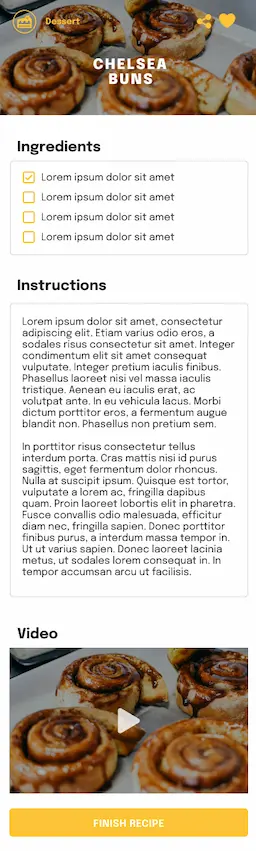 Dessert
CHELSEA
BUNS
Ingredients
Lorem ipsum dolor sit amet
Lorem ipsum dolor sit amet
Lorem ipsum dolor sit amet
Lorem ipsum dolor sit amet
Instructions
Lorem ipsum dolor sit amet, consectetur
adipiscing elit. Etiam varius odio eros, a
sodales risus consectetur sit amet. Integer
condimentum elit sit amet consequat
vulputate. Integer pretium iaculis finibus.
Phasellus laoreet nisi vel massa iaculis
tristique. Aenean eu iaculis erat, ac
volutpat ante. In eu vehicula lacus. Morbi
dictum porttitor eros, a fermentum augue
blandit non. Phasellus non pretium sem.
In porttitor risus consectetur tellus
interdum porta. Cras mattis nisi id purus
sagittis, eget fermentum dolor rhoncus.
Nulla at suscipit ipsum. Quisque est tortor,
vulputate a lorem ac, fringilla dapibus
quam. Proin laoreet lobortis elit in pharetra.
Fusce convallis odio malesuada, efficitur
diam nec, fringilla sapien. Donec porttitor
finibus purus, a interdum massa tempor in.
Ut ut varius sapien. Donec laoreet lacinia
metus, ut sodales lorem consequat in. In
tempor accumsan arcu ut facilisis.
Video
FINISH RECIPE